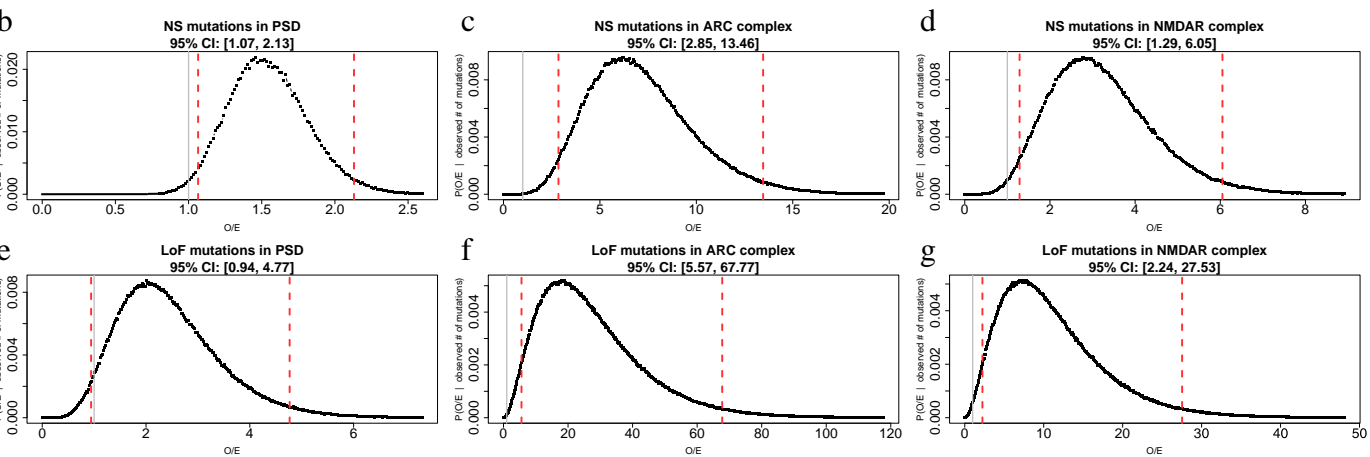 b
NS mutations in PSD
95% CI: [1.07, 2.13]
0.000 0.010 0.020
0.0 0.5 1.0 1.5 2.0 2.5
O/E
c
NS mutations in ARC complex
95% CI: [2.85, 13.46]
P(O/E | observed # of mutations)
0.000 0.004 0.008
0 5 10 15 20
O/E
d
NS mutations in NMDAR complex
95% CI: [1.29, 6.05]
P(O/E | observed # of mutations)
0.000 0.004 0.008
0 2 4 6 8
O/E
e
LoF mutations in PSD
95% CI: [0.94, 4.77]
0.000 0.004 0.008
0 2 4 6
O/E
f
LoF mutations in ARC complex
95% CI: [5.57, 67.77]
P(O/E | observed # of mutations)
0.000 0.002 0.004
0 20 40 60 80 100 120
O/E
g
LoF mutations in NMDAR complex
95% CI: [2.24, 27.53]
P(O/E | observed # of mutations)
0.000 0.002 0.004
0 10 20 30 40 50
O/E